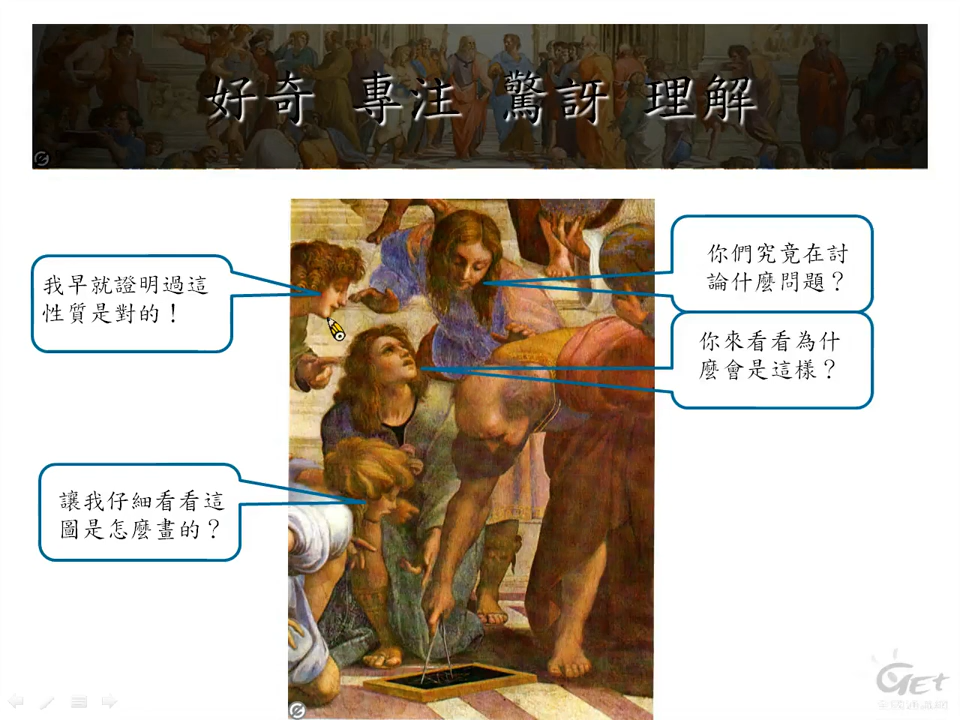 好奇 專注 驚訝 理解
我早就證明過這
性質是對的！
你們究竟在討
論什麼問題？
你來看看為什
麼會是這樣？
讓我仔細看看這
圖是怎麼畫的？
GET